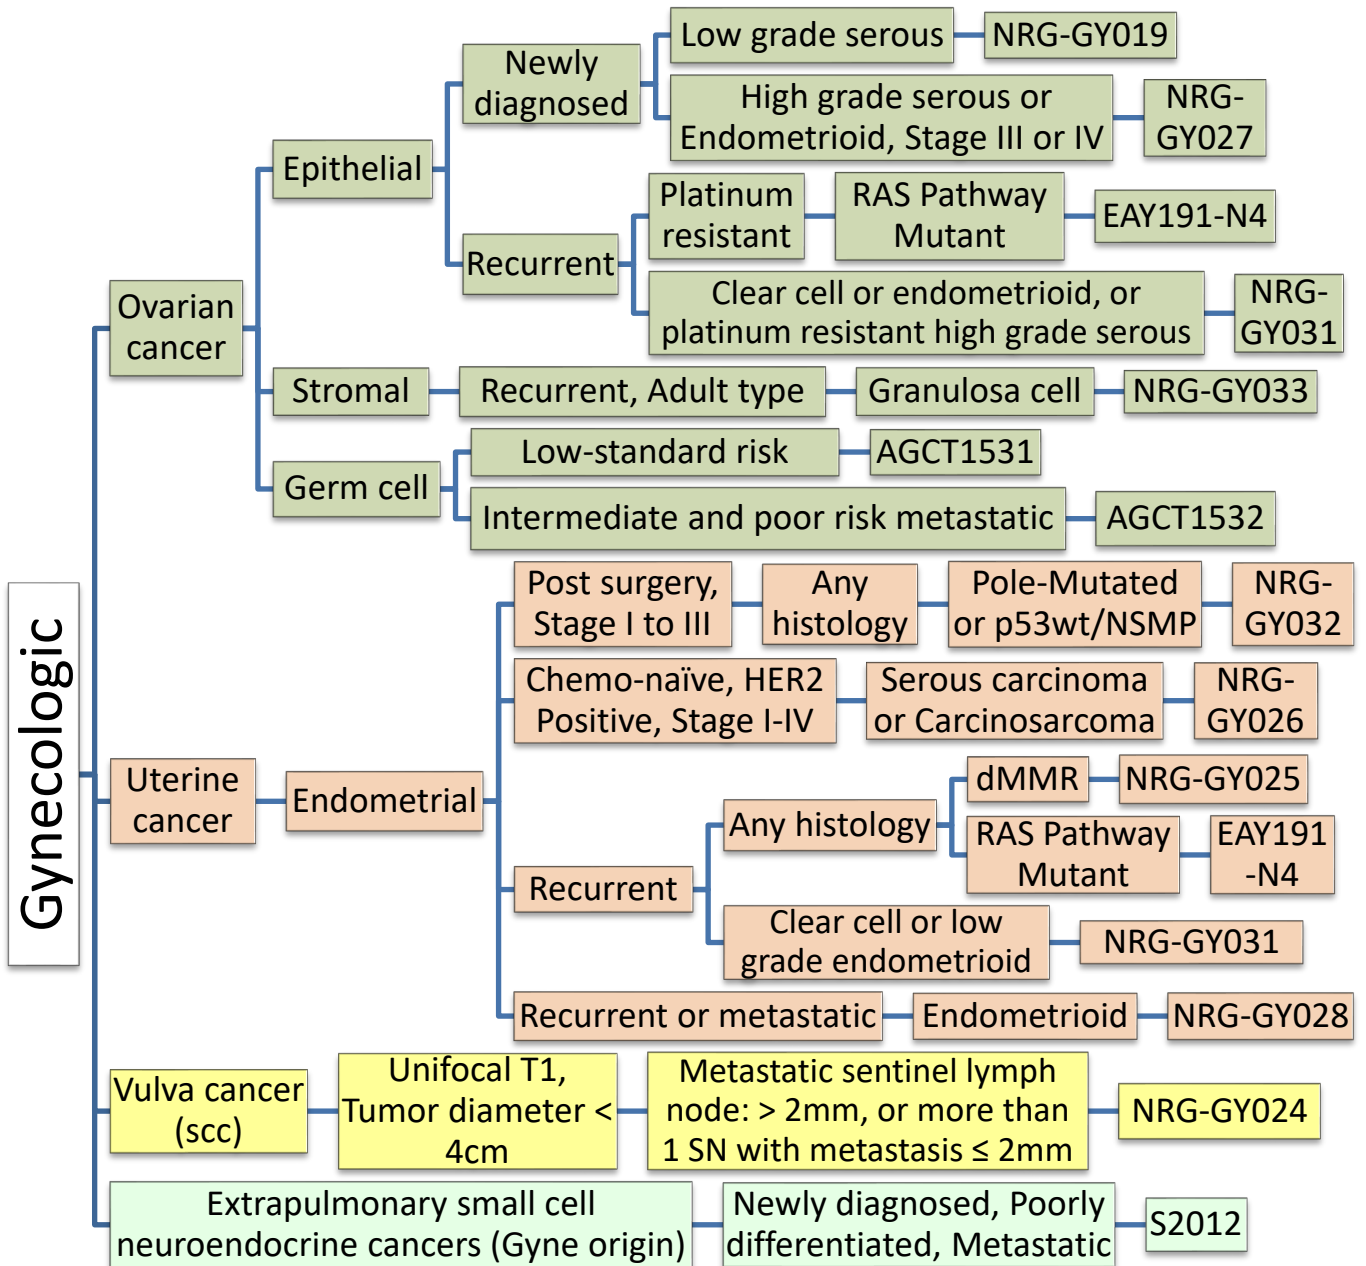 Gynecologic
Ovarian
cancer
Epithelial
Newly
diagnosed
Low grade serous
NRG-GY019
High grade serous or
Endometrioid, Stage III or IV
NRG-
GY027
Recurrent
Platinum
resistant
RAS Pathway
Mutant
EAY191-N4
Clear cell or endometrioid, or
platinum resistant high grade serous
NRG-
GY031
Stromal
Recurrent, Adult type
Granulosa cell
NRG-GY033
Germ cell
Low-standard risk
AGCT1531
Intermediate and poor risk metastatic
AGCT1532
Uterine
cancer
Endometrial
Post surgery,
Stage I to III
Any
histology
Pole-Mutated
or p53wt/NSMP
NRG-
GY032
Chemo-naïve, HER2
Positive, Stage I-IV
Serous carcinoma
or Carcinosarcoma
NRG-
GY026
Recurrent
Any histology
dMMR
NRG-GY025
RAS Pathway
Mutant
EAY191
-N4
Clear cell or low
grade endometrioid
NRG-GY031
Recurrent or metastatic
Endometrioid
NRG-GY028
Vulva cancer
(scc)
Unifocal T1,
Tumor diameter <
4cm
Metastatic sentinel lymph
node: > 2mm, or more than
1 SN with metastasis ≤ 2mm
NRG-GY024
Extrapulmonary small cell
neuroendocrine cancers (Gyne origin)
Newly diagnosed, Poorly
differentiated, Metastatic
S2012